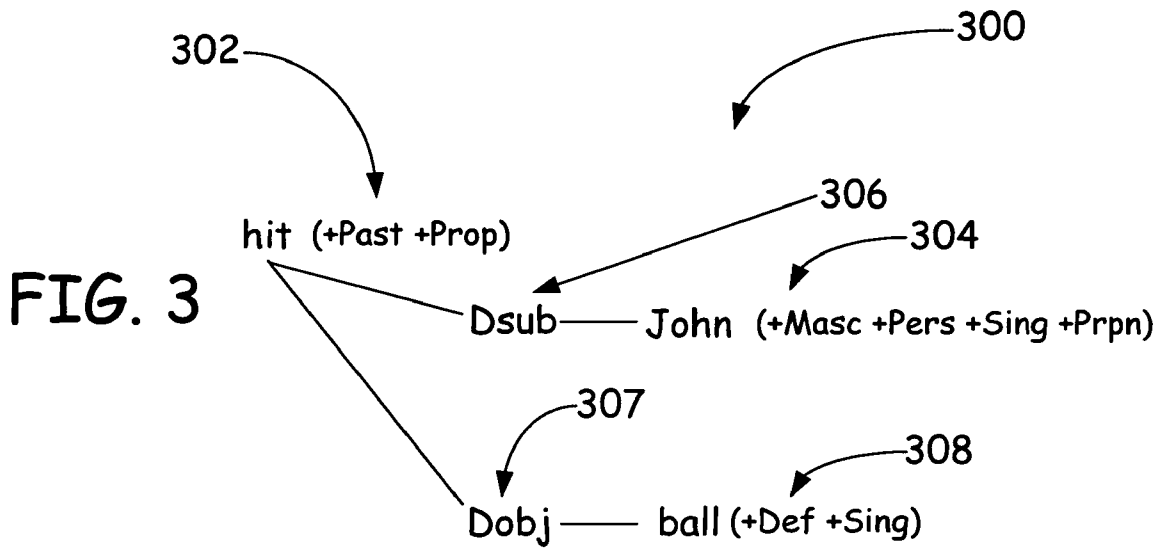 300
302
306
hit (+Past +Prop)
304
FIG. 3
Dsub John (+Masc +Pers +Sing +Prpn)
307
308
Dobj ball (+Def +Sing)